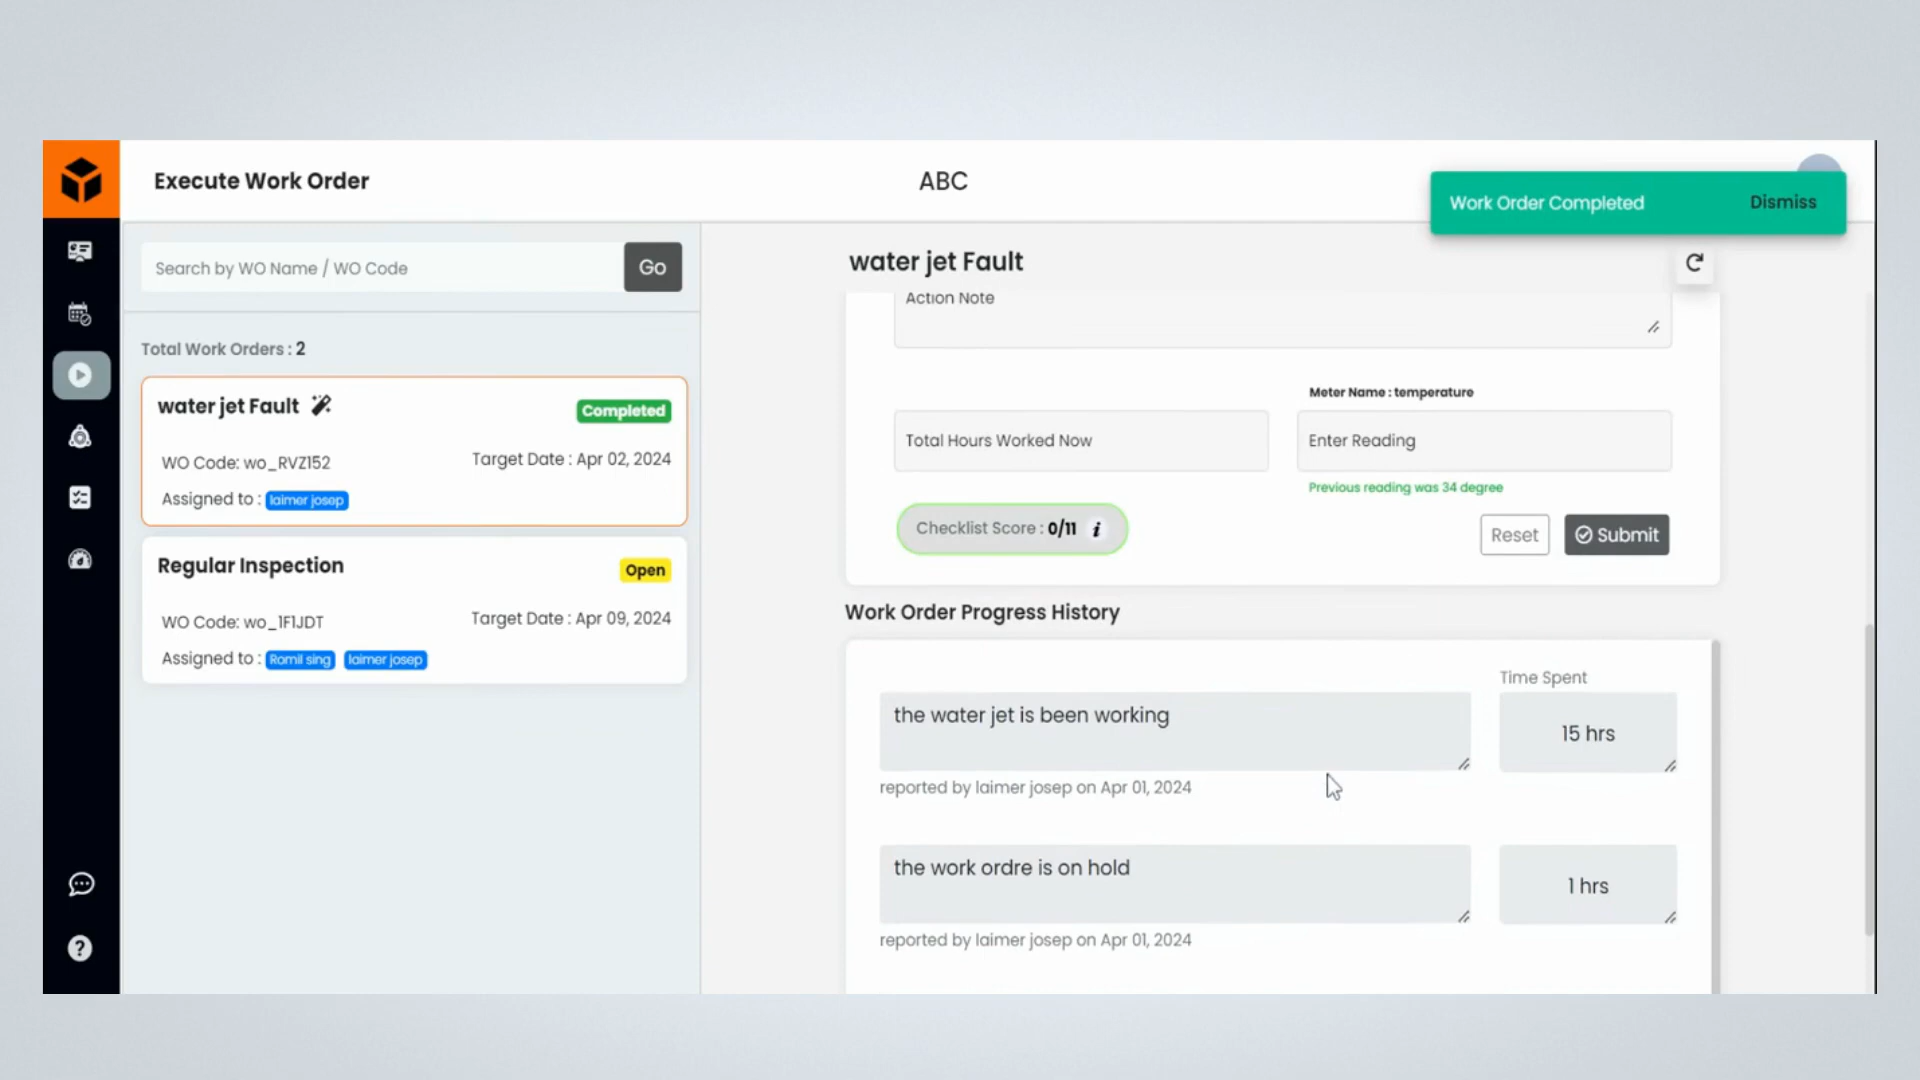 Execute Work Order
ABC
Work Order Completed
Dismiss
Search by WO Name / WO Code
Go
Total Work Orders : 2
water jet Fault
Completed
WO Code: wo_RVZ152
Target Date : Apr 02, 2024
Assigned to : laimer josep
Regular Inspection
Open
WO Code: wo_1F1JDT
Target Date : Apr 09, 2024
Assigned to : Romil sing laimer josep
water jet Fault
Action Note
Meter Name : temperature
Total Hours Worked Now
Enter Reading
Previous reading was 34 degree
Checklist Score : 0/11 i
Reset
Submit
Work Order Progress History
Time Spent
the water jet is been working
15 hrs
reported by laimer josep on Apr 01, 2024
the work ordre is on hold
1 hrs
reported by laimer josep on Apr 01, 2024
?